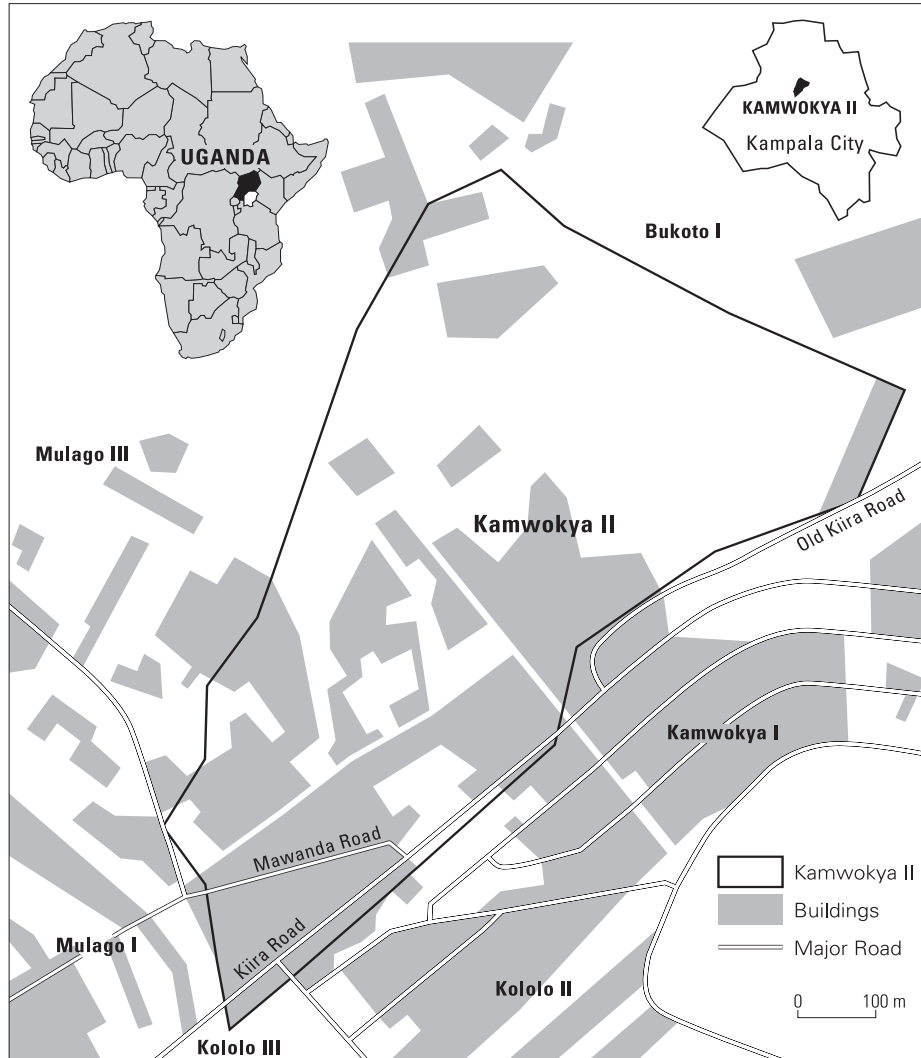 UGANDA
KAMWOKYA II
Kampala City
Bukoto I
Mulago III
Kamwokya II
Old Kiira Road
Kamwokya I
Mawanda Road
Kiira Road
Mulago I
Kololo II
Kololo III
Kamwokya II
Buildings
Major Road
0 100 m